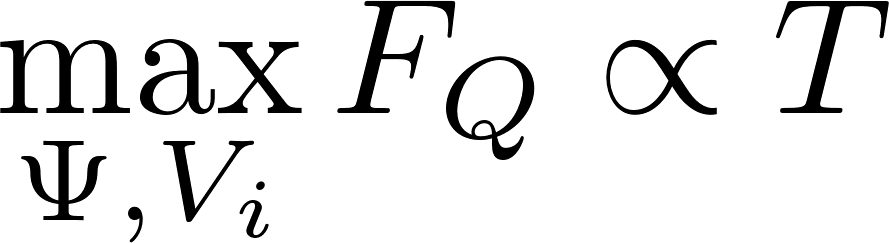 max F_Q ∝ T
Ψ, V_i